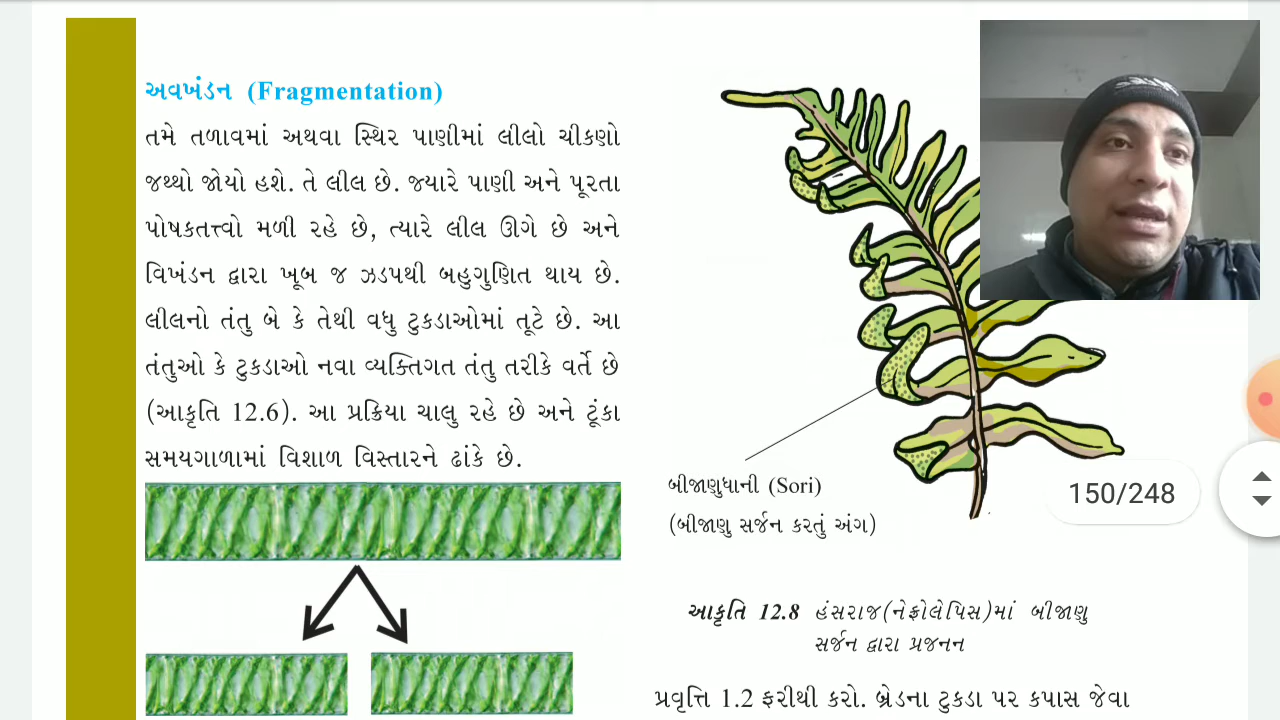 અવખંડન (Fragmentation)
તમે તળાવમાં અથવા સ્થિર પાણીમાં લીલો ચીકણો
જથ્થો જોયો હશે. તે લીલ છે. જ્યારે પાણી અને પૂરતા
પોષકતત્ત્વો મળી રહે છે, ત્યારે લીલ ઊગે છે અને
વિખંડન દ્વારા ખૂબ જ ઝડપથી બહુગુણિત થાય છે.
લીલનો તંતુ બે કે તેથી વધુ ટુકડાઓમાં તૂટે છે. આ
તંતુઓ કે ટુકડાઓ નવા વ્યક્તિગત તંતુ તરીકે વર્તે છે
(આકૃતિ 12.6). આ પ્રક્રિયા ચાલુ રહે છે અને ટૂંકા
સમયગાળામાં વિશાળ વિસ્તારને ઢાંકે છે.
બીજાણુધાની (Sori)
(બીજાણુ સર્જન કરતું અંગ)
150/248
આકૃતિ 12.8 હંસરાજ(નેફ્રોલેપિસ)માં બીજાણુ
સર્જન દ્વારા પ્રજનન
પ્રવૃત્તિ 1.2 ફરીથી કરો. બ્રેડના ટુકડા પર કપાસ જેવા